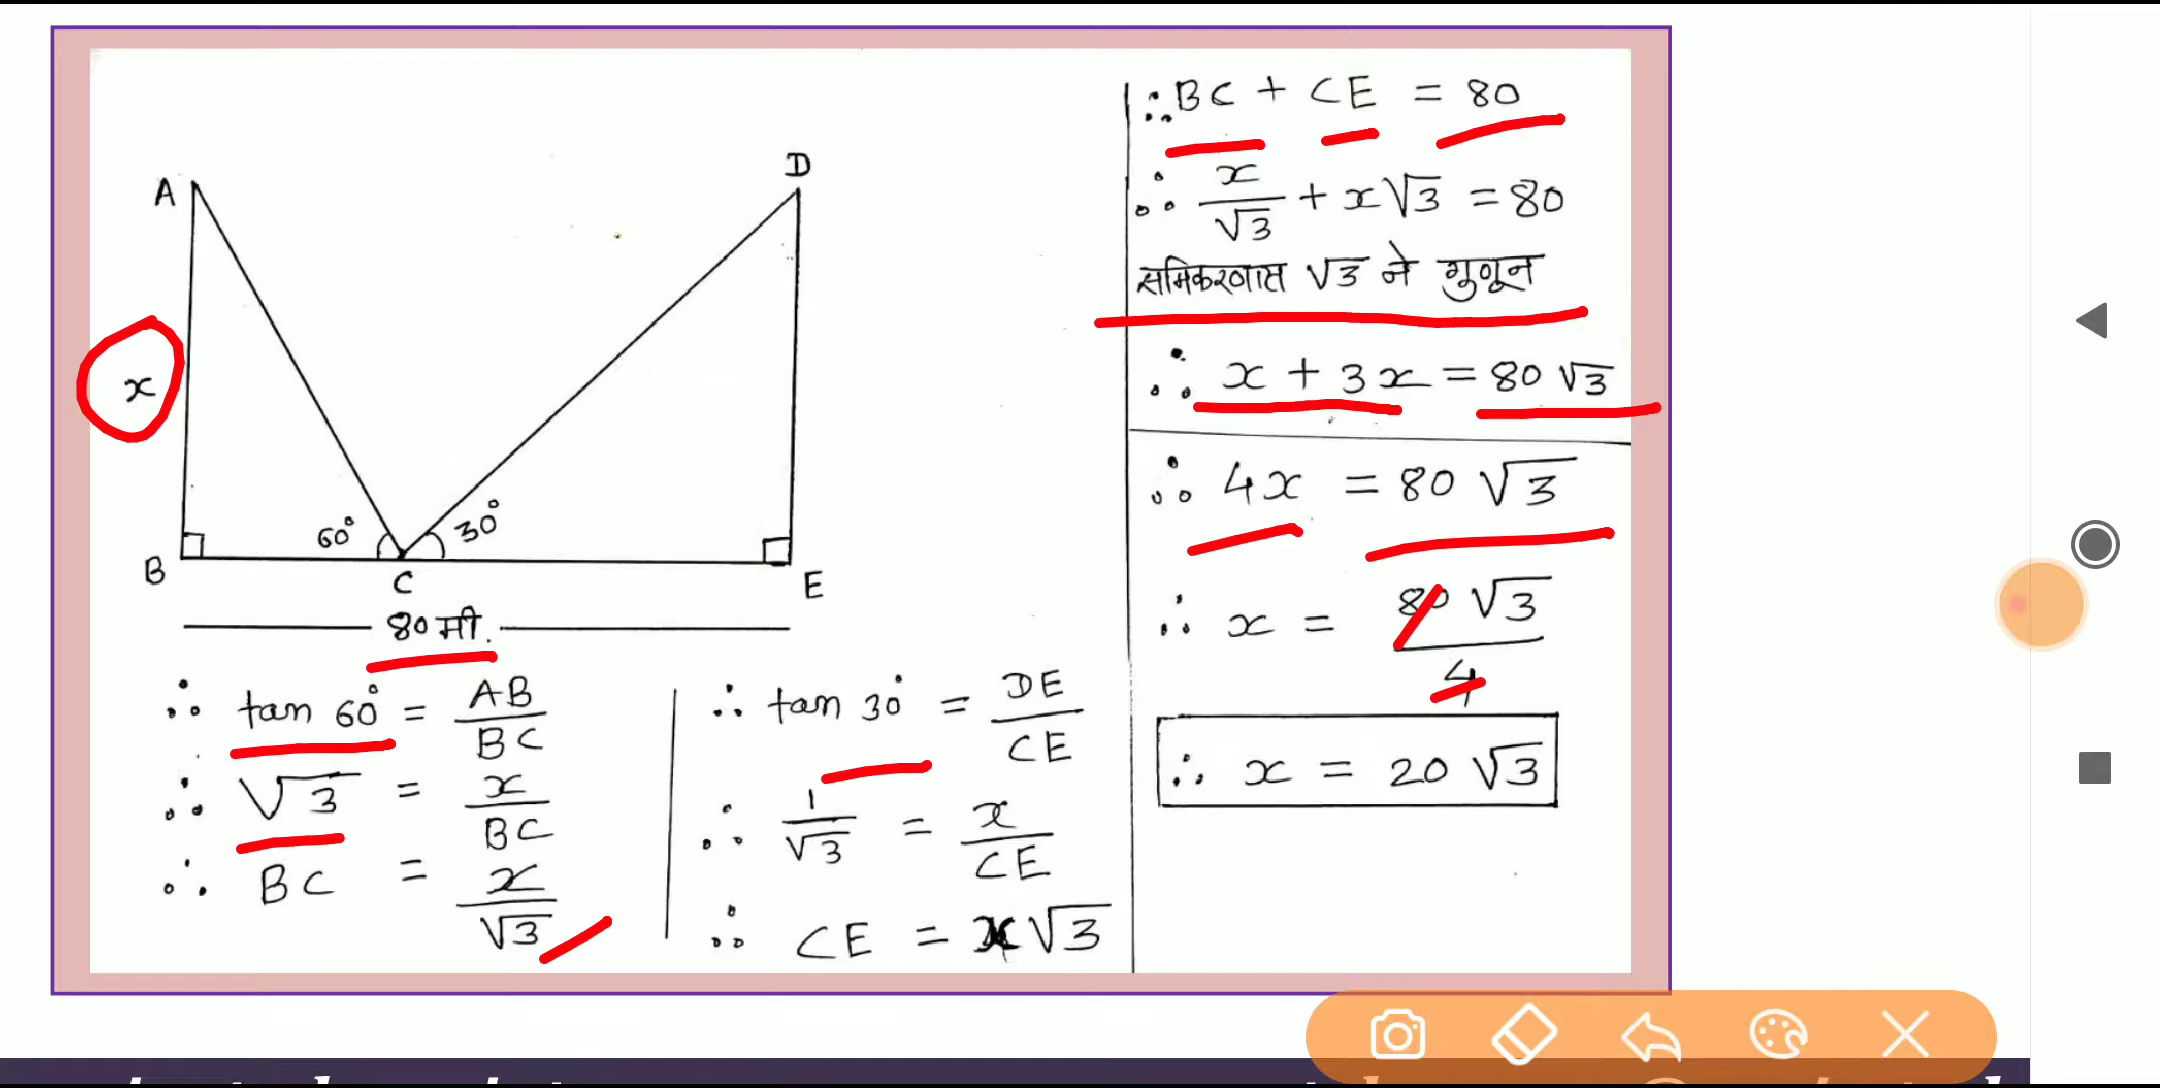 A
D
x
60°
30°
B
C
E
80 मी.
∴ tan 60° = AB/BC
∴ √3 = x/BC
∴ BC = x/√3
∴ tan 30° = DE/CE
∴ 1/√3 = x/CE
∴ CE = x√3
∴ BC + CE = 80
∴ x/√3 + x√3 = 80
समिकरणास √3 ने गुणून
∴ x + 3x = 80√3
∴ 4x = 80√3
∴ x = 80√3/4
∴ x = 20√3